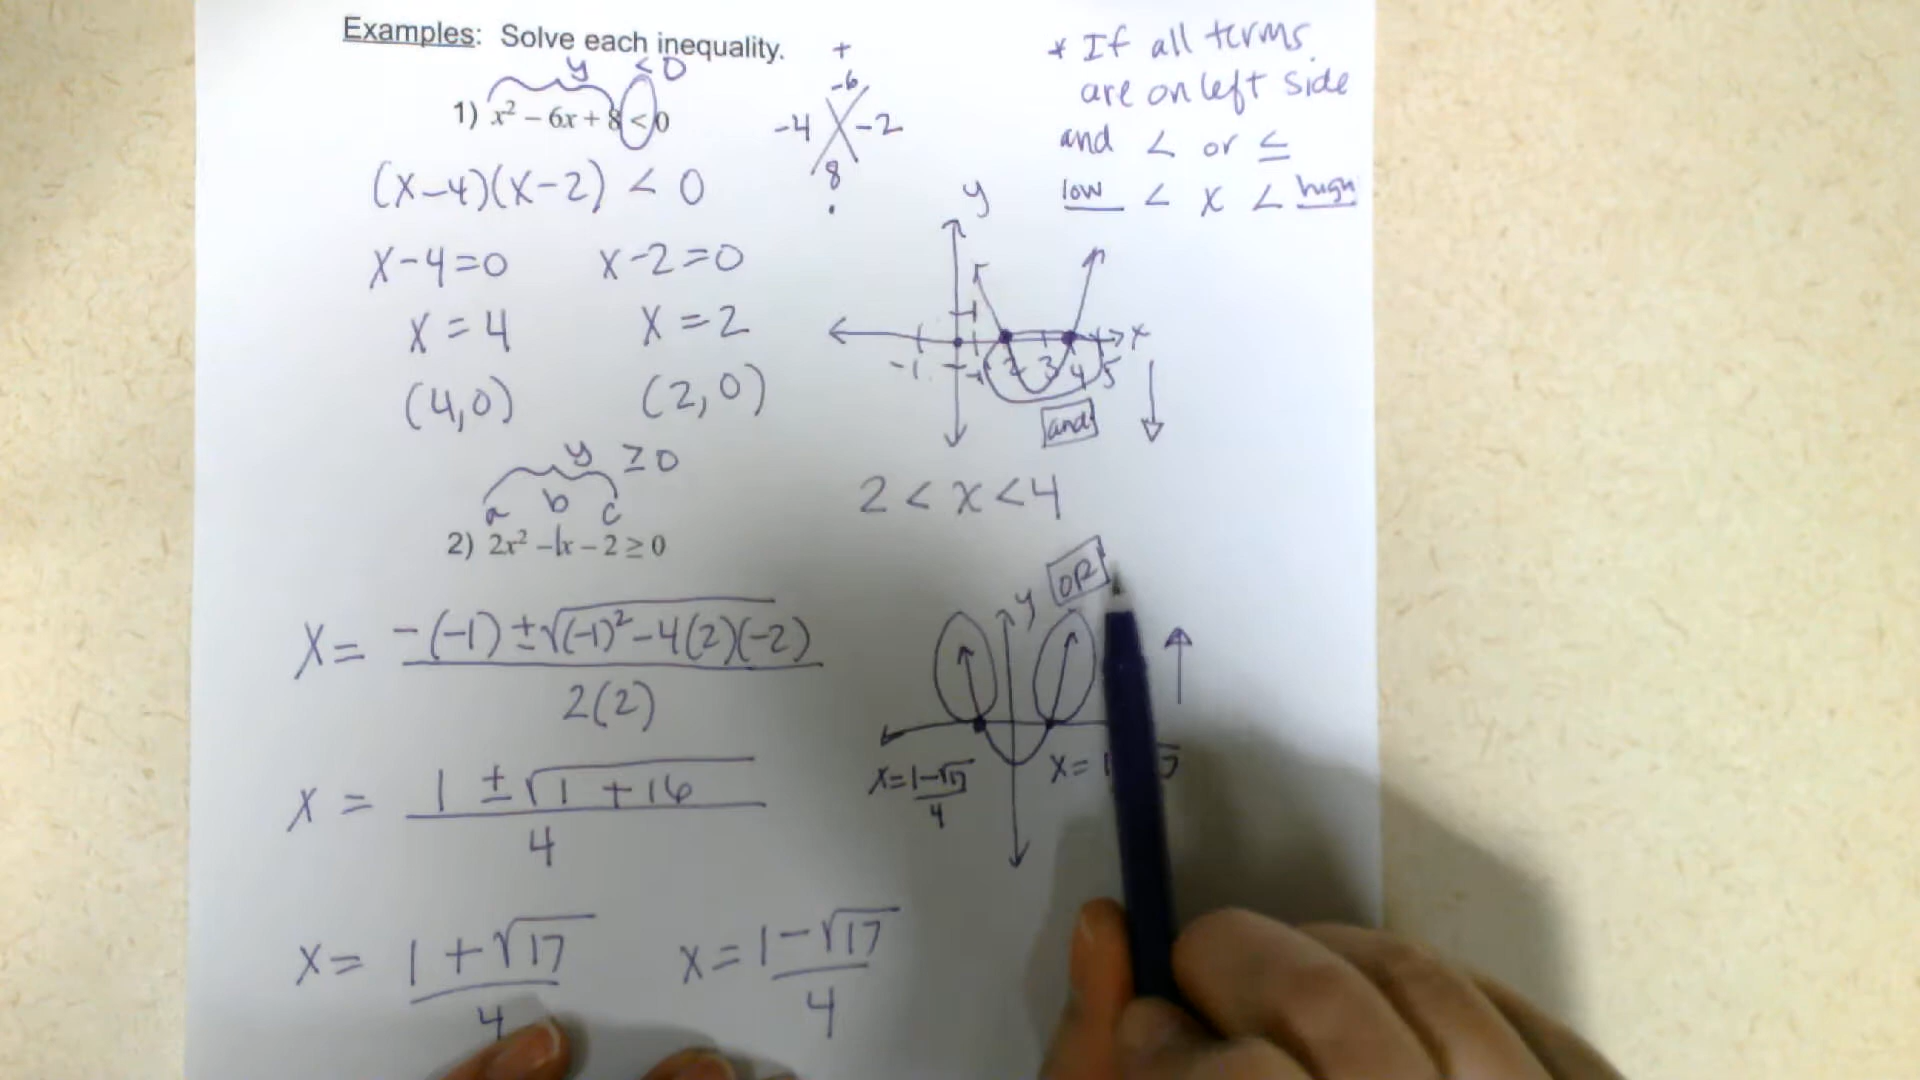 Examples: Solve each inequality.
y < 0
1) x² − 6x + 8 < 0
(x−4)(x−2) < 0
x−4=0 x−2=0
x = 4 x = 2
(4,0) (2,0)
+
-6
-4 -2
8
·
* If all terms
are on left side
and < or ≤
low < x < high
y
x
-1 1 2 3 4 5
and
2 < x < 4
y ≥ 0
a b c
2) 2x² −1x − 2 ≥ 0
x = −(−1) ± √(−1)² − 4(2)(−2)
2(2)
x = 1 ± √1 + 16
4
x = 1 + √17 x = 1 − √17
4 4
OR
y
x = 1−√17 x = 1
4